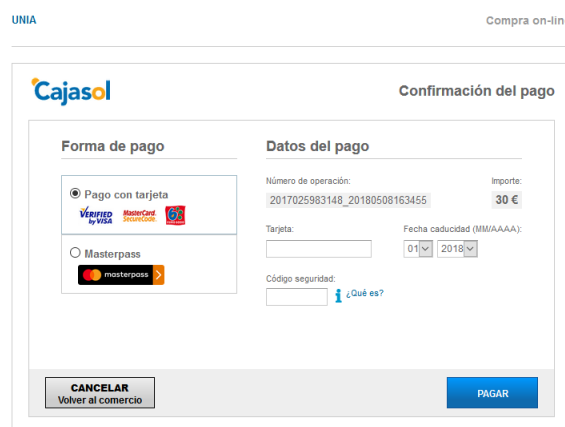 UNIA
Compra on-lin
Cajasol
Confirmación del pago
Forma de pago
Pago con tarjeta
VERIFIED by VISA
MasterCard. SecureCode.
Masterpass
masterpass
Datos del pago
Número de operación:
Importe:
2017025983148_20180508163455
30 €
Tarjeta:
Fecha caducidad (MM/AAAA):
01
2018
Código seguridad:
¿Qué es?
CANCELAR
Volver al comercio
PAGAR